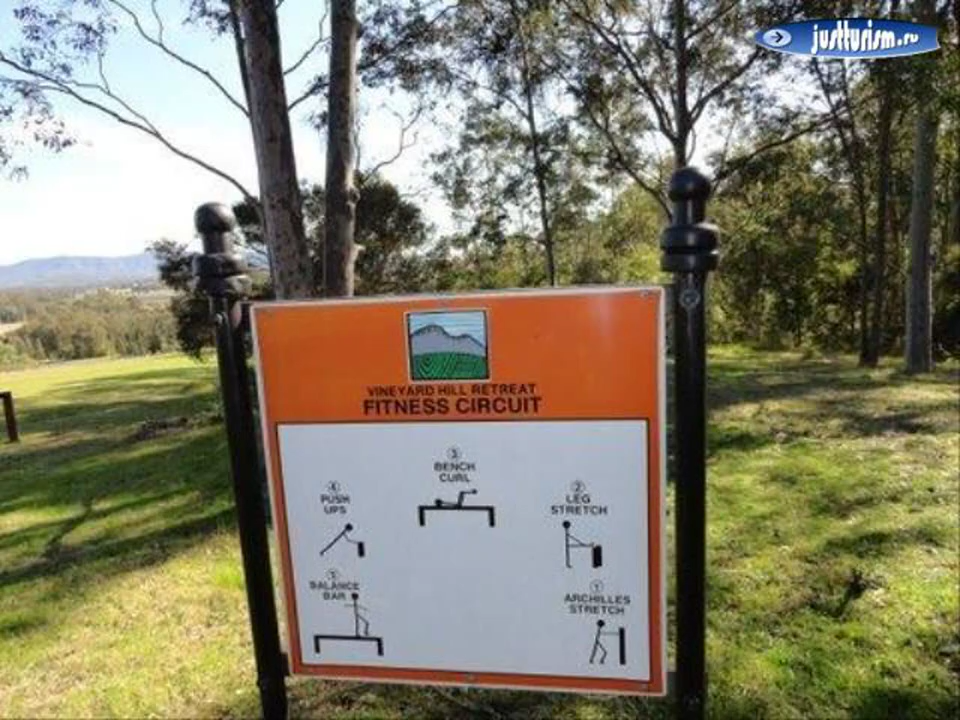 justturism.ru
VINEYARD HILL RETREAT
FITNESS CIRCUIT
③
BENCH
CURL
④
PUSH
UPS
②
LEG
STRETCH
⑤
BALANCE
BAR
①
ARCHILLES
STRETCH